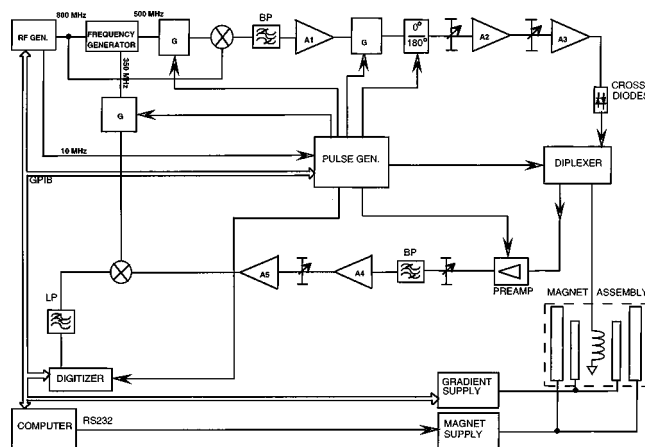 800 MHz
500 MHz
BP
RF GEN.
FREQUENCY
GENERATOR
G
A1
G
0°
180°
A2
A3
350 MHz
CROSS
DIODES
G
10 MHz
PULSE GEN.
DIPLEXER
GPIB
BP
A5
A4
PREAMP
MAGNET ASSEMBLY
LP
DIGITIZER
GRADIENT
SUPPLY
COMPUTER
RS232
MAGNET
SUPPLY